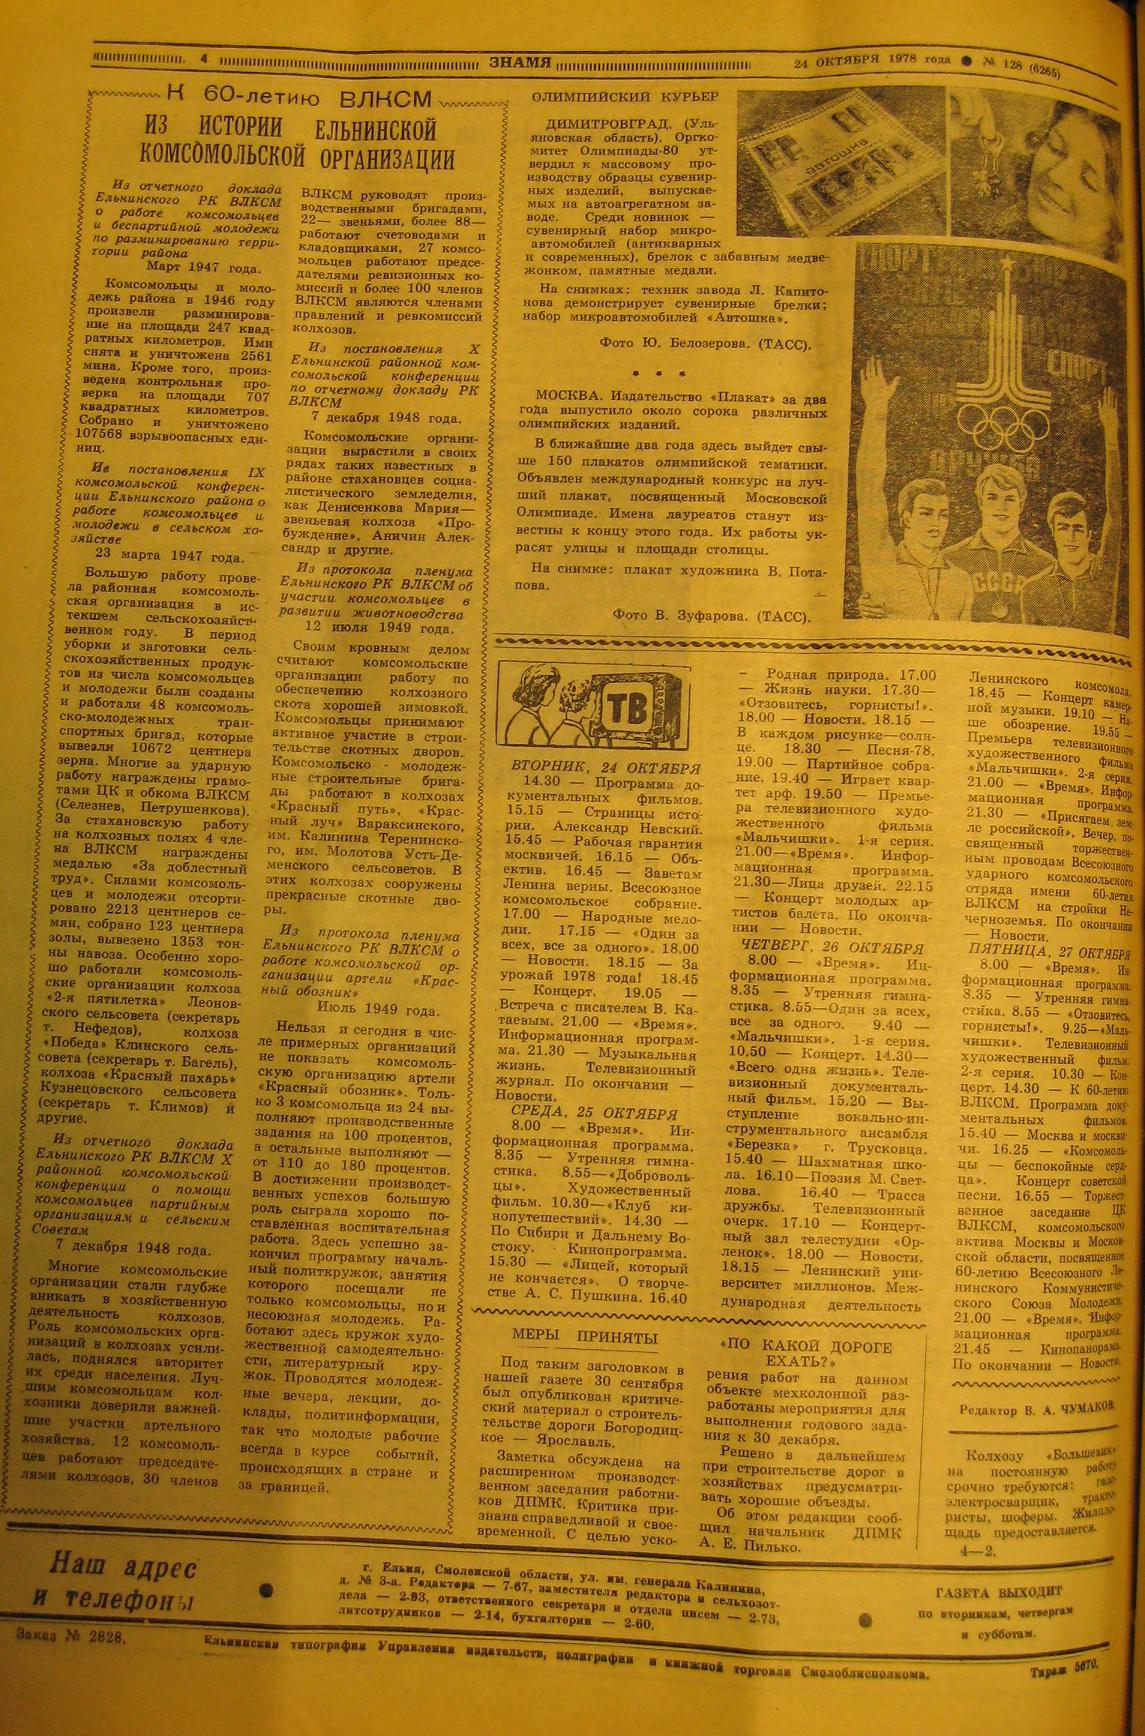 4
ЗНАМЯ
24 ОКТЯБРЯ 1978 года ● № 128 (6265)
К 60-летию ВЛКСМ
ИЗ ИСТОРИИ ЕЛЬНИНСКОЙ
КОМСОМОЛЬСКОЙ ОРГАНИЗАЦИИ
Из отчетного доклада
Ельнинского РК ВЛКСМ
о работе комсомольцев
и беспартийной молодежи
по разминированию терри-
тории района
Март 1947 года.
Комсомольцы и моло-
дежь района в 1946 году
произвели разминирова-
ние на площади 247 квад-
ратных километров. Ими
снята и уничтожена 2561
мина. Кроме того, произ-
ведена контрольная про-
верка на площади 707
квадратных километров.
Собрано и уничтожено
107568 взрывоопасных еди-
ниц.
Ив постановления IX
комсомольской конферен-
ции Ельнинского района о
работе комсомольцев и
молодежи в сельском хо-
зяйстве
23 марта 1947 года.
Большую работу прове-
ла районная комсомоль-
ская организация в ис-
текшем сельскохозяйст-
венном году. В период
уборки и заготовки сель-
скохозяйственных продук-
тов из числа комсомольцев
и молодежи были созданы
и работали 48 комсомоль-
ско-молодежных тран-
спортных бригад, которые
вывезли 10672 центнера
зерна. Многие за ударную
работу награждены грамо-
тами ЦК и обкома ВЛКСМ
(Селезнев, Петрушенкова).
За стахановскую работу
на колхозных полях 4 чле-
на ВЛКСМ награждены
медалью «За доблестный
труд». Силами комсомоль-
цев и молодежи отсорти-
ровано 2213 центнеров се-
мян, собрано 123 центнера
золы, вывезено 1353 тон-
ны навоза. Особенно хоро-
шо работали комсомоль-
ские организации колхоза
«2-я пятилетка» Леонов-
ского сельсовета (секретарь
т. Нефедов), колхоза
«Победа» Клинского сель-
совета (секретарь т. Багель),
колхоза «Красный пахарь»
Кузнецовского сельсовета
(секретарь т. Климов) и
другие.
Из отчетного доклада
Ельнинского РК ВЛКСМ X
районной комсомольской
конференции о помощи
комсомольцев партийным
организациям и сельским
Советам
7 декабря 1948 года.
Многие комсомольские
организации стали глубже
вникать в хозяйственную
деятельность колхозов.
Роль комсомольских орга-
низаций в колхозах усили-
лась, поднялся авторитет
их среди населения. Луч-
шим комсомольцам кол-
хозники доверили важней-
шие участки артельного
хозяйства. 12 комсомоль-
цев работают председате-
лями колхозов, 30 членов
ВЛКСМ руководят произ-
водственными бригадами,
22— звеньями, более 88—
работают счетоводами и
кладовщиками, 27 комсо-
мольцев работают предсе-
дателями ревизионных ко-
миссий и более 100 членов
ВЛКСМ являются членами
правлений и ревкомиссий
колхозов.
Из постановления X
Ельнинской районной ком-
сомольской конференции
по отчетному докладу РК
ВЛКСМ
7 декабря 1948 года.
Комсомольские органи-
зации вырастили в своих
рядах таких известных в
районе стахановцев социа-
листического земледелия,
как Денисенкова Мария—
звеньевая колхоза «Про-
буждение», Аничин Алек-
сандр и другие.
Из протокола пленума
Ельнинского РК ВЛКСМ об
участии комсомольцев в
развитии животноводства
12 июля 1949 года.
Своим кровным делом
считают комсомольские
организации работу по
обеспечению колхозного
скота хорошей зимовкой.
Комсомольцы принимают
активное участие в строи-
тельстве скотных дворов.
Комсомольско - молодеж-
ные строительные брига-
ды работают в колхозах
«Красный путь», «Крас-
ный луч» Вараксинского,
им. Калинина Теренинско-
го, им. Молотова Усть-Де-
менского сельсоветов. В
этих колхозах сооружены
прекрасные скотные дво-
ры.
Из протокола пленума
Ельнинского РК ВЛКСМ о
работе комсомольской ор-
ганизации артели «Крас-
ный обозник»
Июль 1949 года.
Нельзя и сегодня в чис-
ле примерных организаций
не показать комсомоль-
скую организацию артели
«Красный обозник». Толь-
ко 3 комсомольца из 24 вы-
полняют производственные
задания на 100 процентов,
а остальные выполняют —
от 110 до 180 процентов.
В достижении производст-
венных успехов большую
роль сыграла хорошо по-
ставленная воспитательная
работа. Здесь успешно за-
кончил программу началь-
ный политкружок, занятия
которого посещали не
только комсомольцы, но и
несоюзная молодежь. Ра-
ботают здесь кружок худо-
жественной самодеятельно-
сти, литературный кру-
жок. Проводятся молодеж-
ные вечера, лекции, до-
клады, политинформации,
так что молодые рабочие
всегда в курсе событий,
происходящих в стране и
за границей.
ОЛИМПИЙСКИЙ КУРЬЕР
ДИМИТРОВГРАД. (Уль-
яновская область). Оргко-
митет Олимпиады-80 ут-
вердил к массовому про-
изводству образцы сувенир-
ных изделий, выпускае-
мых на автоагрегатном за-
воде. Среди новинок —
сувенирный набор микро-
автомобилей (антикварных
и современных), брелок с забавным медве-
жонком, памятные медали.
На снимках: техник завода Л. Капито-
нова демонстрирует сувенирные брелки;
набор микроавтомобилей «Автошка».
Фото Ю. Белозерова. (ТАСС).
* * *
МОСКВА. Издательство «Плакат» за два
года выпустило около сорока различных
олимпийских изданий.
В ближайшие два года здесь выйдет свы-
ше 150 плакатов олимпийской тематики.
Объявлен международный конкурс на луч-
ший плакат, посвященный Московской
Олимпиаде. Имена лауреатов станут из-
вестны к концу этого года. Их работы ук-
расят улицы и площади столицы.
На снимке: плакат художника В. Пота-
пова.
Фото В. Зуфарова. (ТАСС).
автошка
СПОРТ
СПОРТ
ДРУЖБА
СССР
ТВ
ВТОРНИК, 24 ОКТЯБРЯ
14.30 — Программа до-
кументальных фильмов.
15.15 — Страницы исто-
рии. Александр Невский.
15.45 — Рабочая гарантия
москвичей. 16.15 — Объ-
ектив. 16.45 — Заветам
Ленина верны. Всесоюзное
комсомольское собрание.
17.00 — Народные мело-
дии. 17.15 — «Один за
всех, все за одного». 18.00
— Новости. 18.15 — За
урожай 1978 года! 18.45
— Концерт. 19.05 —
Встреча с писателем В. Ка-
таевым. 21.00 — «Время».
Информационная програм-
ма. 21.30 — Музыкальная
жизнь. Телевизионный
журнал. По окончании —
Новости.
СРЕДА, 25 ОКТЯБРЯ
8.00 — «Время». Ин-
формационная программа.
8.35 — Утренняя гимна-
стика. 8.55—«Доброволь-
цы». Художественный
фильм. 10.30—«Клуб ки-
нопутешествий». 14.30 —
По Сибири и Дальнему Во-
стоку. Кинопрограмма.
15.30 — «Лицей, который
не кончается». О творче-
стве А. С. Пушкина. 16.40
- Родная природа. 17.00
— Жизнь науки. 17.30—
«Отзовитесь, горнисты!».
18.00 — Новости. 18.15 —
В каждом рисунке—солн-
це. 18.30 — Песня-78.
19.00 — Партийное собра-
ние. 19.40 — Играет квар-
тет арф. 19.50 — Премье-
ра телевизионного худо-
жественного фильма
«Мальчишки». 1-я серия.
21.00—«Время». Инфор-
мационная программа.
21.30—Лица друзей. 22.15
— Концерт молодых ар-
тистов балета. По оконча-
нии — Новости.
ЧЕТВЕРГ, 26 ОКТЯБРЯ
8.00 — «Время». Ин-
формационная программа.
8.35 — Утренняя гимна-
стика. 8.55—Один за всех,
все за одного. 9.40 —
«Мальчишки». 1-я серия.
10.50 — Концерт. 14.30—
«Всего одна жизнь». Теле-
визионный документаль-
ный фильм. 15.20 — Вы-
ступление вокально-ин-
струментального ансамбля
«Березка» г. Трусковца.
15.40 — Шахматная шко-
ла. 16.10—Поэзия М. Свет-
лова. 16.40 — Трасса
дружбы. Телевизионный
очерк. 17.10 — Концерт-
ный зал телестудии «Ор-
ленок». 18.00 — Новости.
18.15 — Ленинский уни-
верситет миллионов. Меж-
дународная деятельность
Ленинского комсомола.
18.45 — Концерт камер-
ной музыки. 19.10 — На-
ше обозрение. 19.55 —
Премьера телевизионного
художественного фильма
«Мальчишки». 2-я серия.
21.00 — «Время». Инфор-
мационная программа.
21.30 — «Присягаем зем-
ле российской». Вечер, по-
священный торжествен-
ным проводам Всесоюзного
ударного комсомольского
отряда имени 60-летия
ВЛКСМ на стройки Не-
черноземья. По окончании
— Новости.
ПЯТНИЦА, 27 ОКТЯБРЯ
8.00 — «Время». Ин-
формационная программа.
8.35 — Утренняя гимна-
стика. 8.55 — «Отзовитесь,
горнисты!». 9.25—«Маль-
чишки». Телевизионный
художественный фильм.
2-я серия. 10.30 — Кон-
церт. 14.30 — К 60-летию
ВЛКСМ. Программа доку-
ментальных фильмов.
15.40 — Москва и москви-
чи. 16.25 — «Комсомоль-
цы — беспокойные серд-
ца». Концерт советской
песни. 16.55 — Торжест-
венное заседание ЦК
ВЛКСМ, комсомольского
актива Москвы и Москов-
ской области, посвященное
60-летию Всесоюзного Ле-
нинского Коммунистиче-
ского Союза Молодежи.
21.00 — «Время». Инфор-
мационная программа.
21.45 — Кинопанорама.
По окончании — Новости.
Редактор В. А. ЧУМАКОВ.
МЕРЫ ПРИНЯТЫ
Под таким заголовком в
нашей газете 30 сентября
был опубликован критиче-
ский материал о строитель-
тельстве дороги Богородиц-
кое — Ярославль.
Заметка обсуждена на
расширенном производст-
венном заседании работни-
ков ДПМК. Критика при-
знана справедливой и свое-
временной. С целью уско-
«ПО КАКОЙ ДОРОГЕ
ЕХАТЬ?»
рения работ на данном
объекте мехколонной раз-
работаны мероприятия для
выполнения годового зада-
ния к 30 декабря.
Решено в дальнейшем
при строительстве дорог в
хозяйствах предусматри-
вать хорошие объезды.
Об этом редакции сооб-
щил начальник ДПМК
А. Е. Пилько.
Колхозу «Большевик»
на постоянную работу
срочно требуются: газо-
электросварщик, тракто-
ристы, шоферы. Жилпло-
щадь предоставляется.
4—2.
Наш адрес
и телефоны
г. Ельня, Смоленской области, ул. им. генерала Калинина,
д. № 3-а. Редактора — 7-67, заместителя редактора и сельхозот-
дела — 2-93, ответственного секретаря и отдела писем — 2-73,
литсотрудников — 2-14, бухгалтерии — 2-60.
ГАЗЕТА ВЫХОДИТ
по вторникам, четвергам
и субботам.
Заказ № 2828.
Ельнинская типография Управления издательств, полиграфии и книжной торговли Смолоблисполкома.
Тираж 5670.